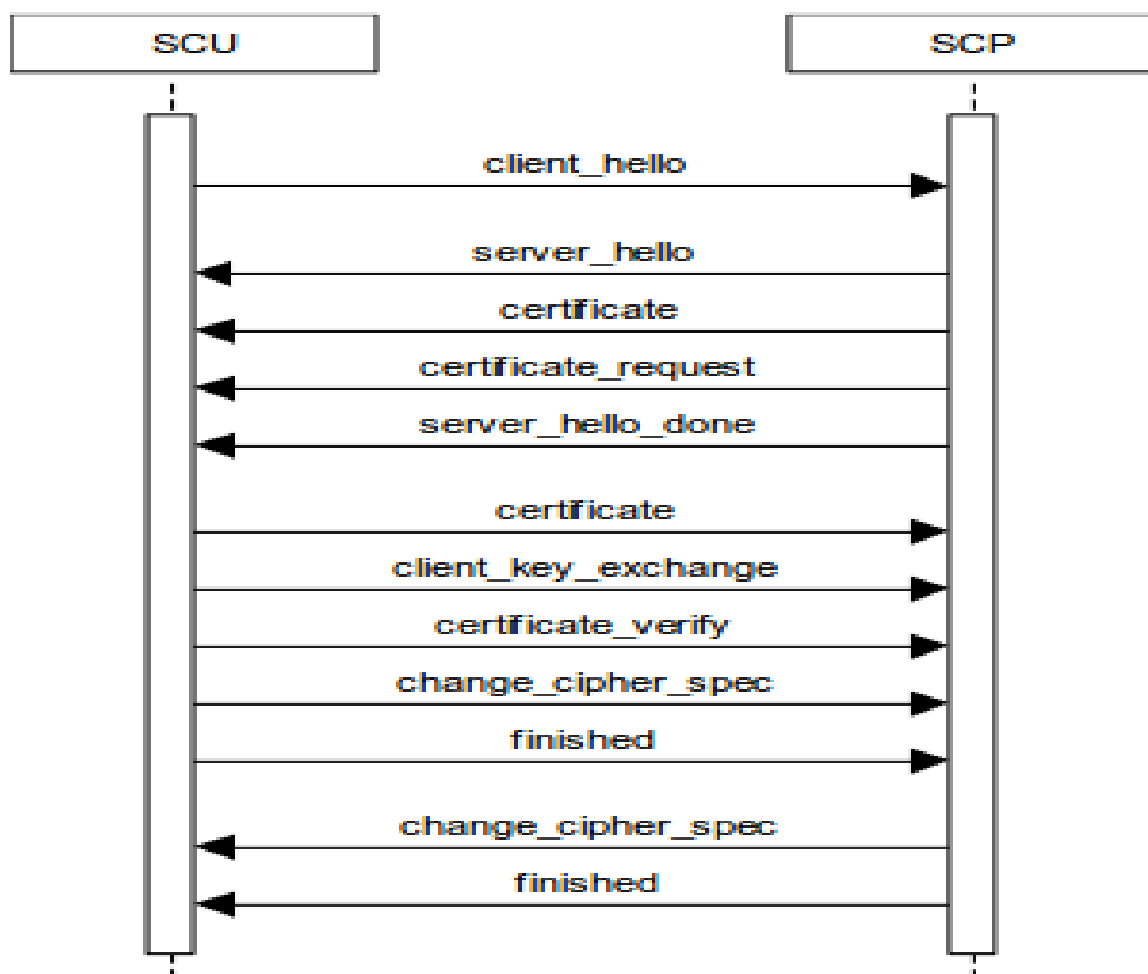 SCU
SCP
client_hello
server_hello
certificate
certificate_request
server_hello_done
certificate
client_key_exchange
certificate_verify
change_cipher_spec
finished
change_cipher_spec
finished